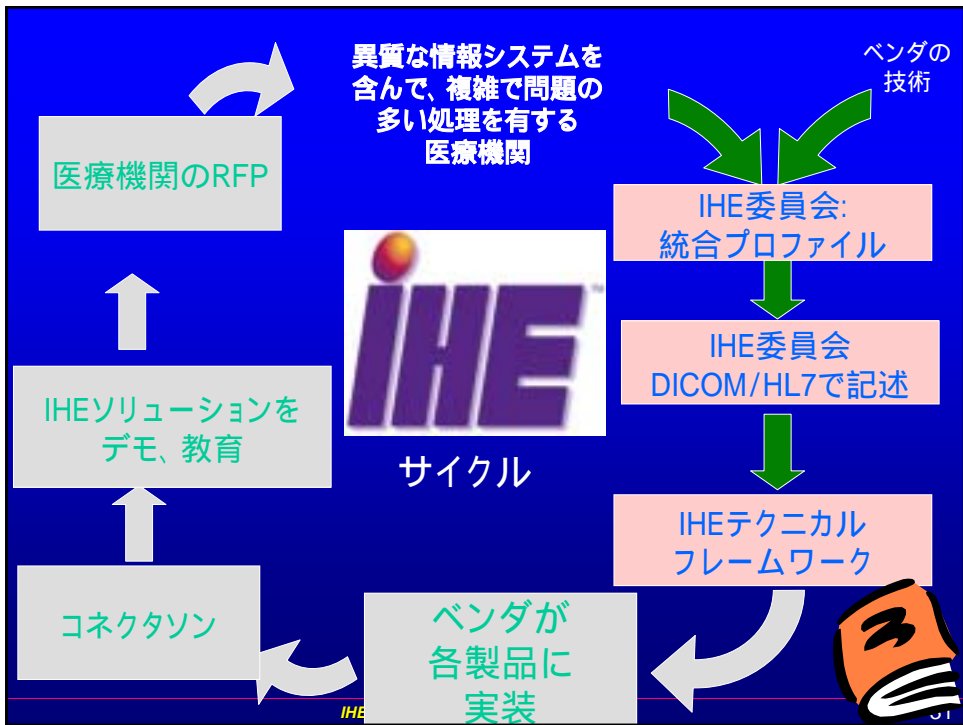 異質な情報システムを
含んで、複雑で問題の
多い処理を有する
医療機関
ベンダの
技術
医療機関のRFP
IHE委員会:
統合プロファイル
IHE
サイクル
IHE委員会
DICOM/HL7で記述
IHEソリューションを
デモ、教育
IHEテクニカル
フレームワーク
コネクタソン
ベンダが
各製品に
実装
IHE